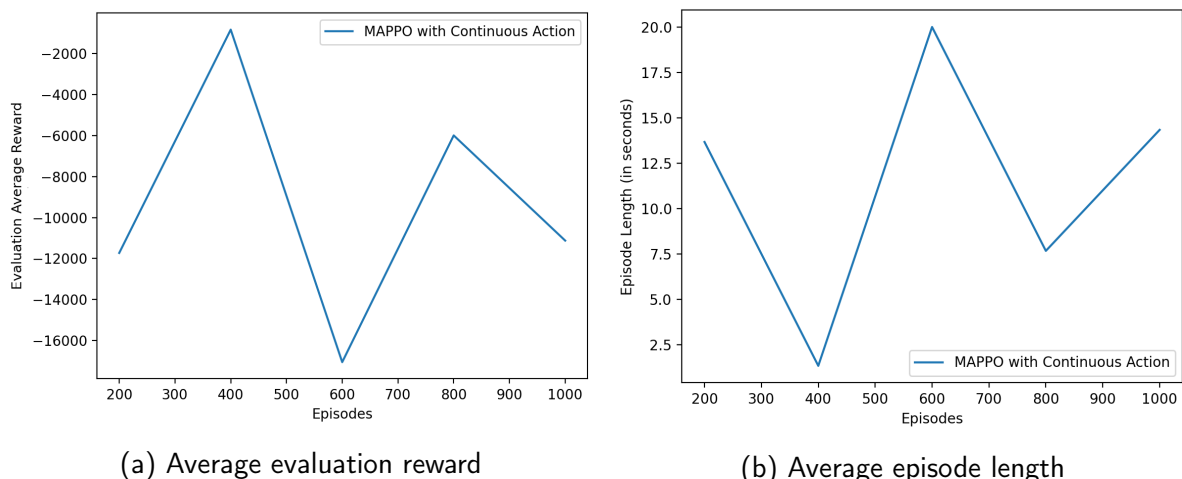 MAPPO with Continuous Action
−2000
−4000
−6000
−8000
−10000
−12000
−14000
−16000
Evaluation Average Reward
200 300 400 500 600 700 800 900 1000
Episodes
(a) Average evaluation reward
20.0
17.5
15.0
12.5
10.0
7.5
5.0
2.5
Episode Length (in seconds)
MAPPO with Continuous Action
200 300 400 500 600 700 800 900 1000
Episodes
(b) Average episode length